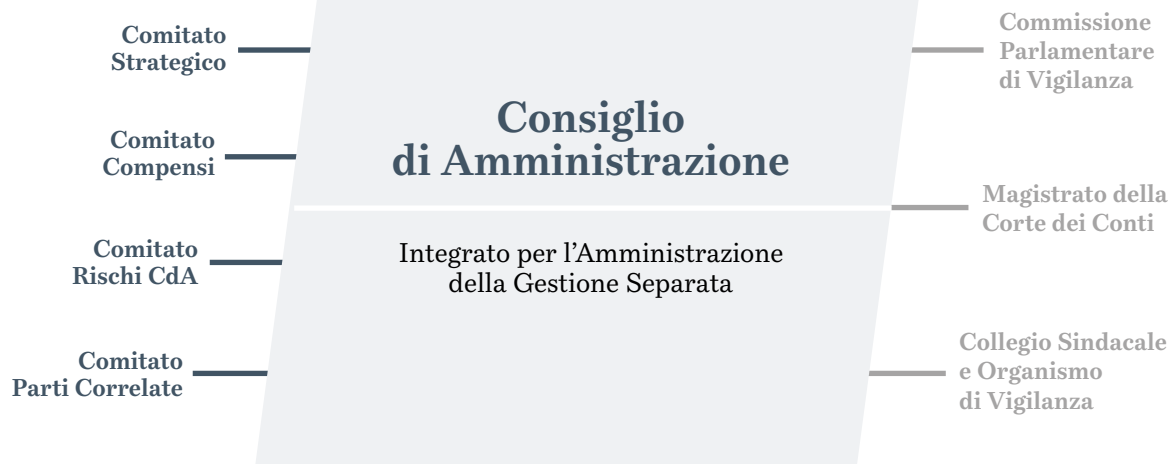 Comitato
Strategico
Comitato
Compensi
Comitato
Rischi CdA
Comitato
Parti Correlate
Consiglio
di Amministrazione
Integrato per l’Amministrazione
della Gestione Separata
Commissione
Parlamentare
di Vigilanza
Magistrato della
Corte dei Conti
Collegio Sindacale
e Organismo
di Vigilanza